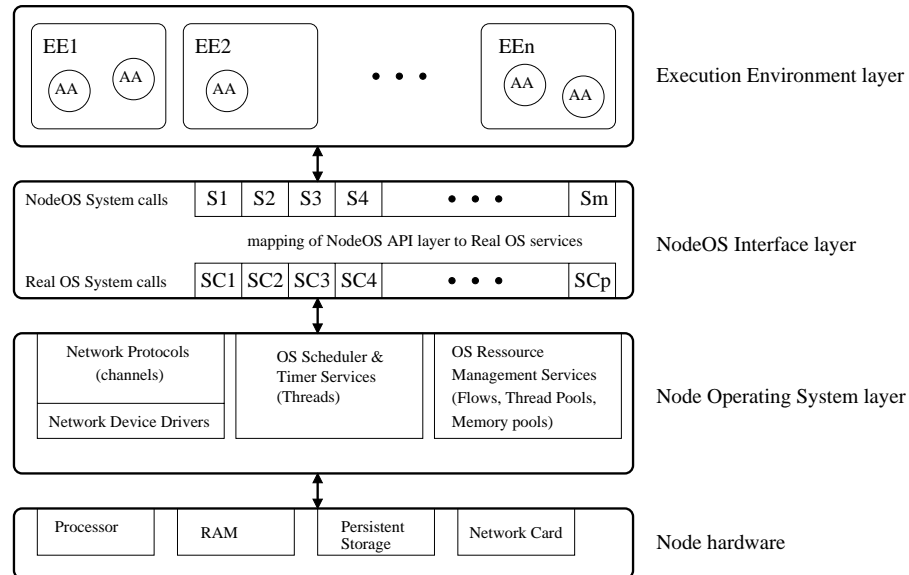 EE1
AA
AA
EE2
AA
• • •
EEn
AA
AA
Execution Environment layer
NodeOS System calls
S1 S2 S3 S4 • • • Sm
mapping of NodeOS API layer to Real OS services
NodeOS Interface layer
Real OS System calls
SC1 SC2 SC3 SC4 • • • SCp
Network Protocols
(channels)
Network Device Drivers
OS Scheduler &
Timer Services
(Threads)
OS Ressource
Management Services
(Flows, Thread Pools,
Memory pools)
Node Operating System layer
Processor
RAM
Persistent
Storage
Network Card
Node hardware